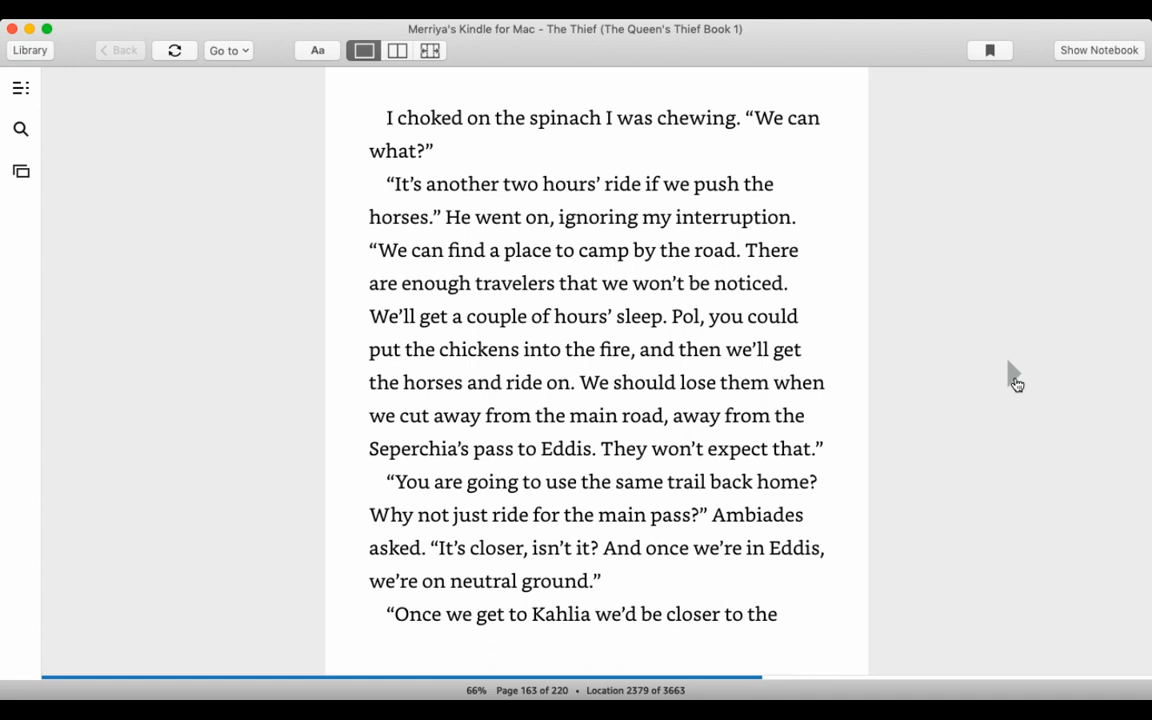 Merriya's Kindle for Mac - The Thief (The Queen's Thief Book 1)
Library
Back
Go to
Aa
Show Notebook
I choked on the spinach I was chewing. “We can
what?”
“It’s another two hours’ ride if we push the
horses.” He went on, ignoring my interruption.
“We can find a place to camp by the road. There
are enough travelers that we won’t be noticed.
We’ll get a couple of hours’ sleep. Pol, you could
put the chickens into the fire, and then we’ll get
the horses and ride on. We should lose them when
we cut away from the main road, away from the
Seperchia’s pass to Eddis. They won’t expect that.”
“You are going to use the same trail back home?
Why not just ride for the main pass?” Ambiades
asked. “It’s closer, isn’t it? And once we’re in Eddis,
we’re on neutral ground.”
“Once we get to Kahlia we’d be closer to the
66% Page 163 of 220 • Location 2379 of 3663